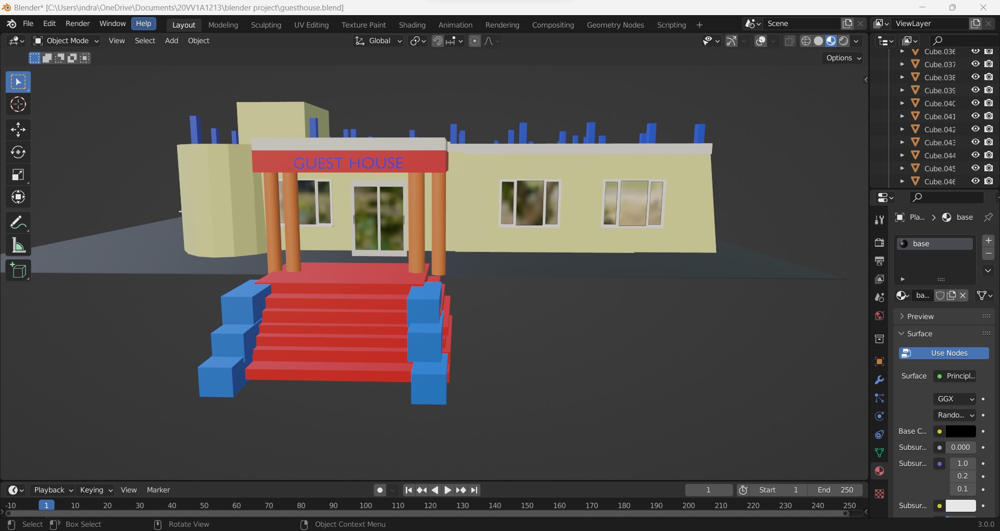 Blender* [C:\Users\indra\OneDrive\Documents\20VV1A1213\blender project\guesthouse.blend]
File Edit Render Window Help Layout Modeling Sculpting UV Editing Texture Paint Shading Animation Rendering Compositing Geometry Nodes Scripting + Scene ViewLayer
Object Mode View Select Add Object Global
Options
Cube.036
Cube.037
Cube.038
Cube.039
Cube.040
Cube.041
Cube.042
Cube.043
Cube.044
Cube.045
Cube.046
GUEST HOUSE
Pla... > base
base
ba...
Preview
Surface
Use Nodes
Surface Principl...
GGX
Rando...
Base C...
Subsur... 0.000
Subsur... 1.0
0.2
0.1
Subsur...
Playback Keying View Marker 1 Start 1 End 250
-10 1 10 20 30 40 50 60 70 80 90 100 110 120 130 140 150 160 170 180 190 200 210 220 230 240 250
Select Box Select Rotate View Object Context Menu 3.0.0